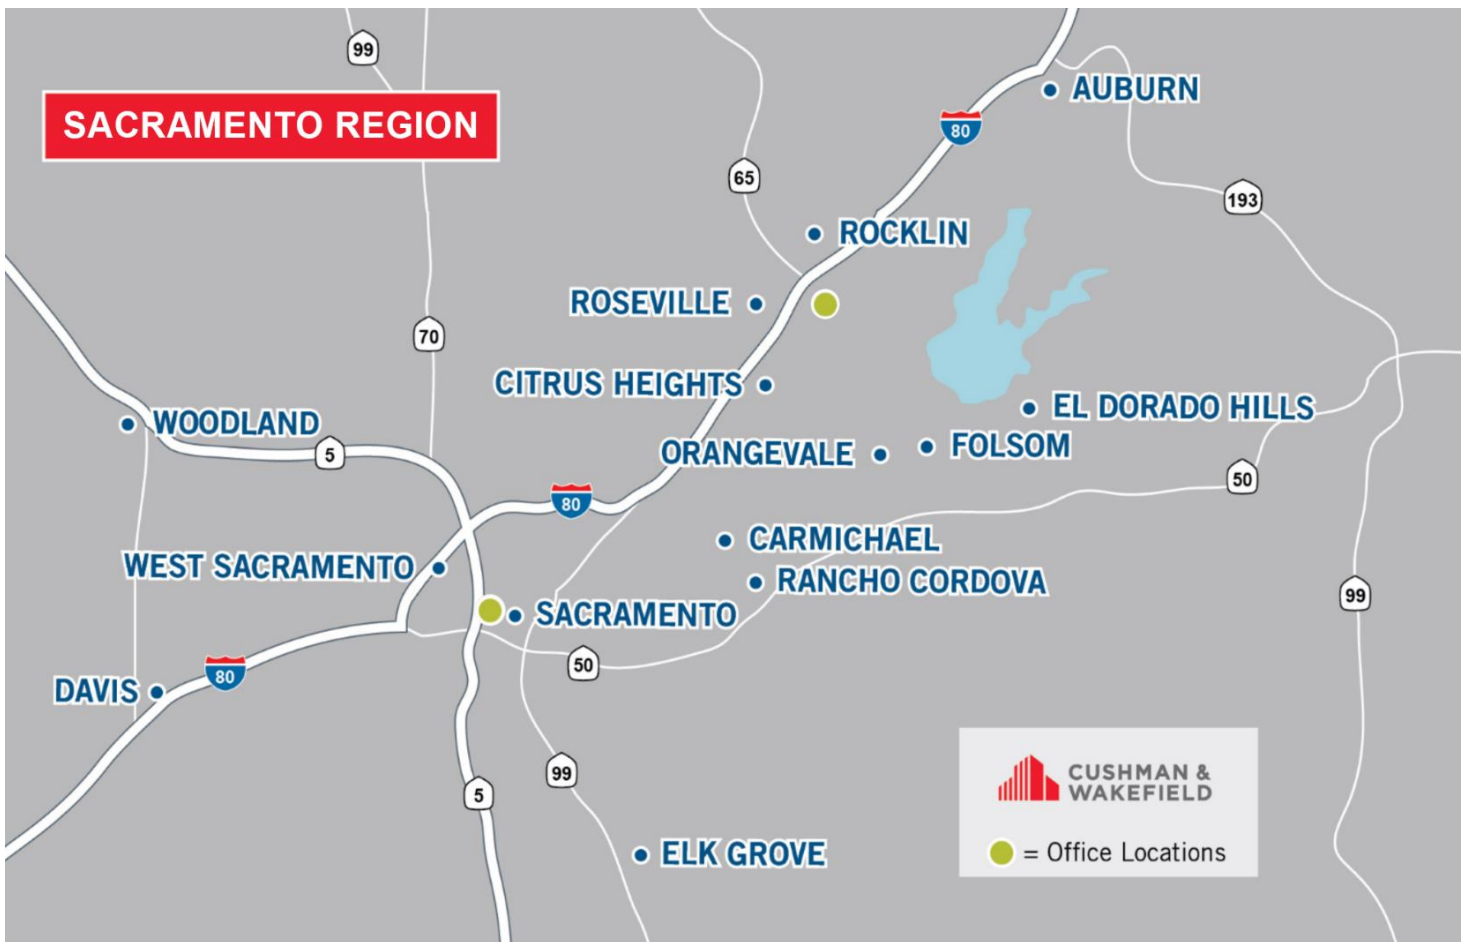 99
SACRAMENTO REGION
AUBURN
80
65
193
ROCKLIN
ROSEVILLE
70
CITRUS HEIGHTS
EL DORADO HILLS
WOODLAND
5
ORANGEVALE
FOLSOM
50
80
CARMICHAEL
WEST SACRAMENTO
RANCHO CORDOVA
99
SACRAMENTO
50
80
DAVIS
99
5
CUSHMAN &
WAKEFIELD
ELK GROVE
= Office Locations